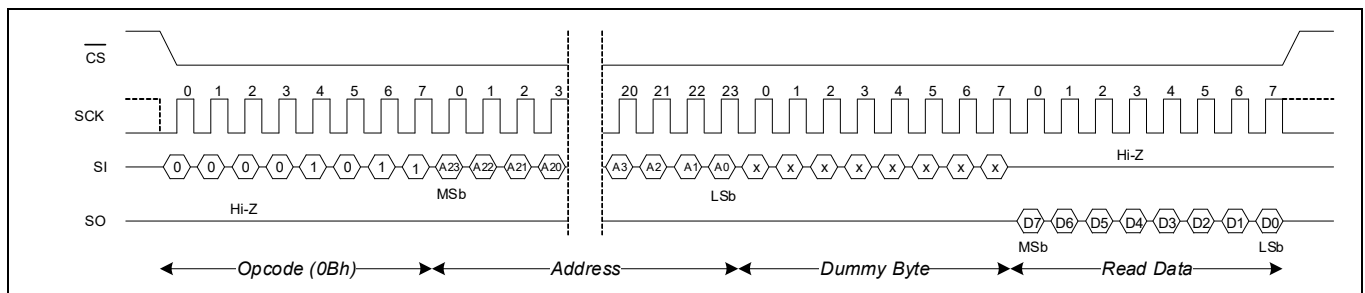 CS
SCK
0 1 2 3 4 5 6 7 0 1 2 3 20 21 22 23 0 1 2 3 4 5 6 7 0 1 2 3 4 5 6 7
Hi-Z
SI
0 0 0 0 1 0 1 1 A23 A22 A21 A20 A3 A2 A1 A0 x x x x x x x x
MSb LSb
Hi-Z
SO
D7 D6 D5 D4 D3 D2 D1 D0
MSb LSb
Opcode (0Bh) Address Dummy Byte Read Data